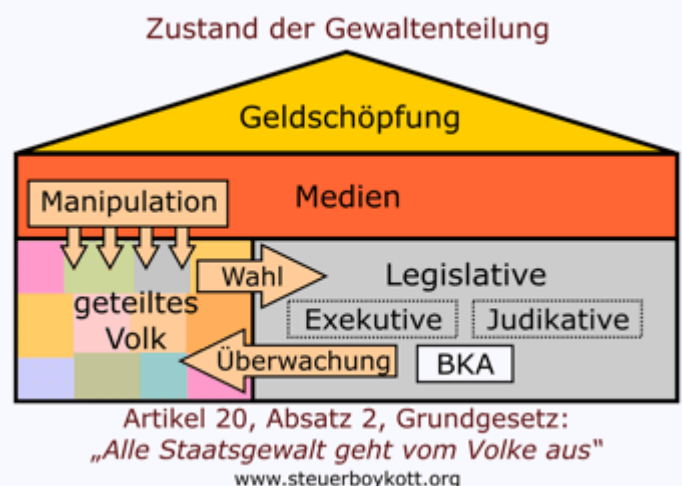 Zustand der Gewaltenteilung
Geldschöpfung
Medien
Manipulation
geteiltes
Volk
Wahl
Legislative
Exekutive
Judikative
Überwachung
BKA
Artikel 20, Absatz 2, Grundgesetz:
„Alle Staatsgewalt geht vom Volke aus“
www.steuerboykott.org